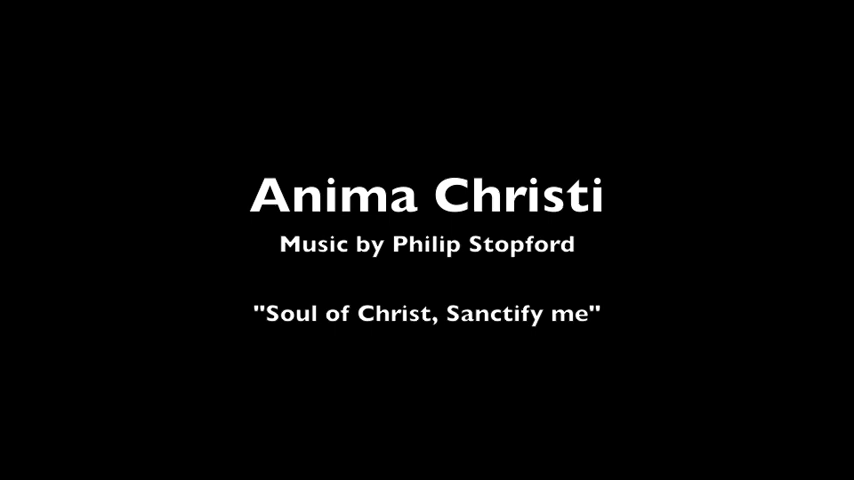 Anima Christi
Music by Philip Stopford
"Soul of Christ, Sanctify me"